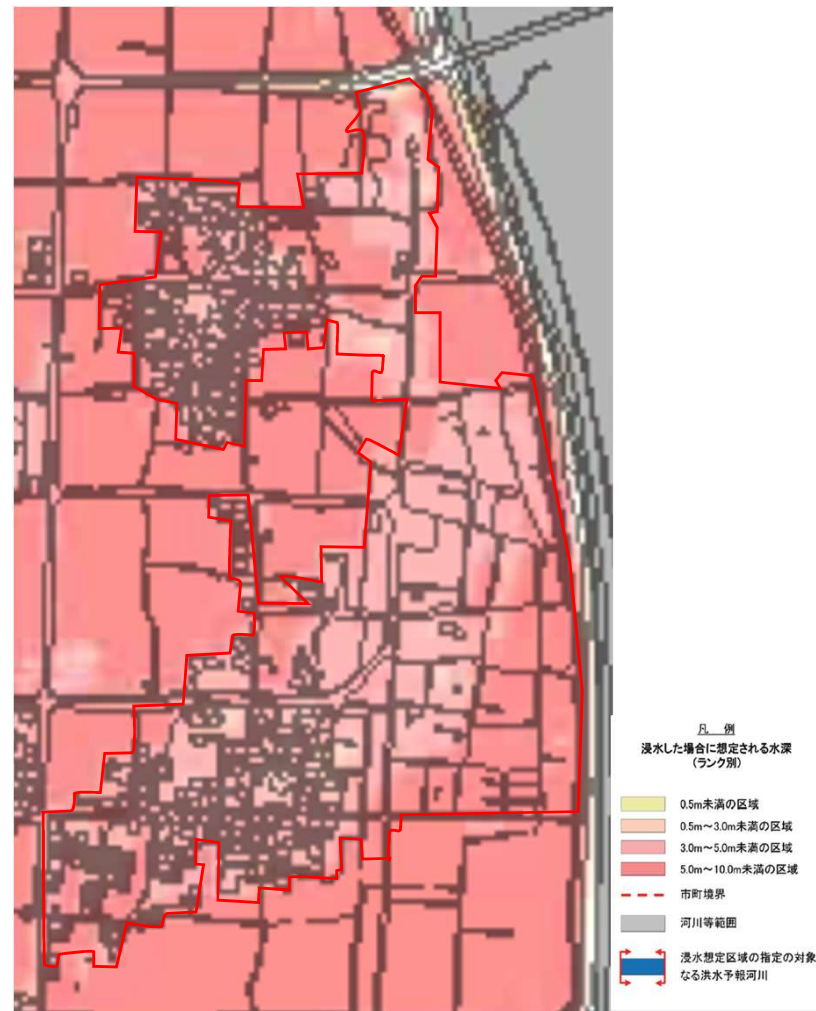 凡 例
浸水した場合に想定される水深
(ランク別)
0.5m未満の区域
0.5m～3.0m未満の区域
3.0m～5.0m未満の区域
5.0m～10.0m未満の区域
市町境界
河川等範囲
浸水想定区域の指定の対象
なる洪水予報河川